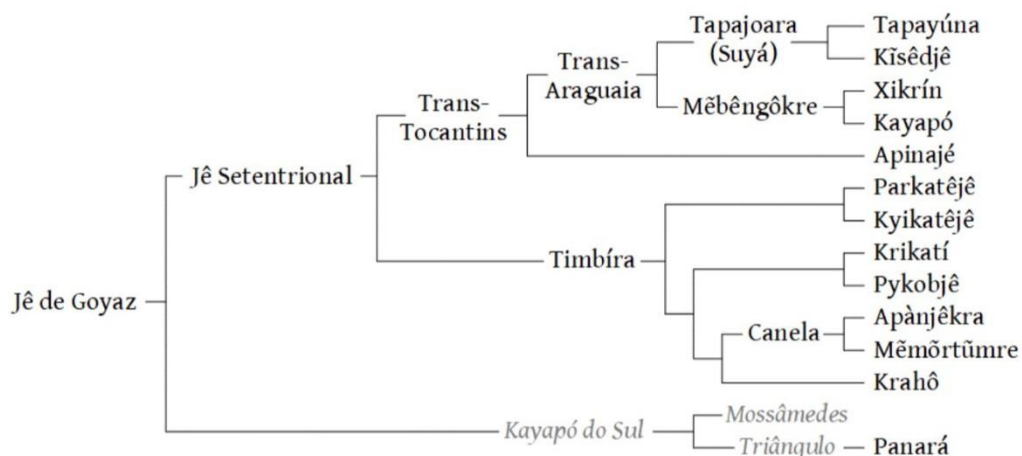 Tapajoara
(Suyá)
Tapayúna
Kĩsêdjê
Trans-
Araguaia
Xikrín
Mẽbêngôkre
Kayapó
Trans-
Tocantins
Apinajé
Jê Setentrional
Parkatêjê
Kyikatêjê
Timbíra
Krikatí
Pykobjê
Jê de Goyaz
Apànjêkra
Canela
Mẽmõrtũmre
Krahô
Mossâmedes
Kayapó do Sul
Triângulo
Panará